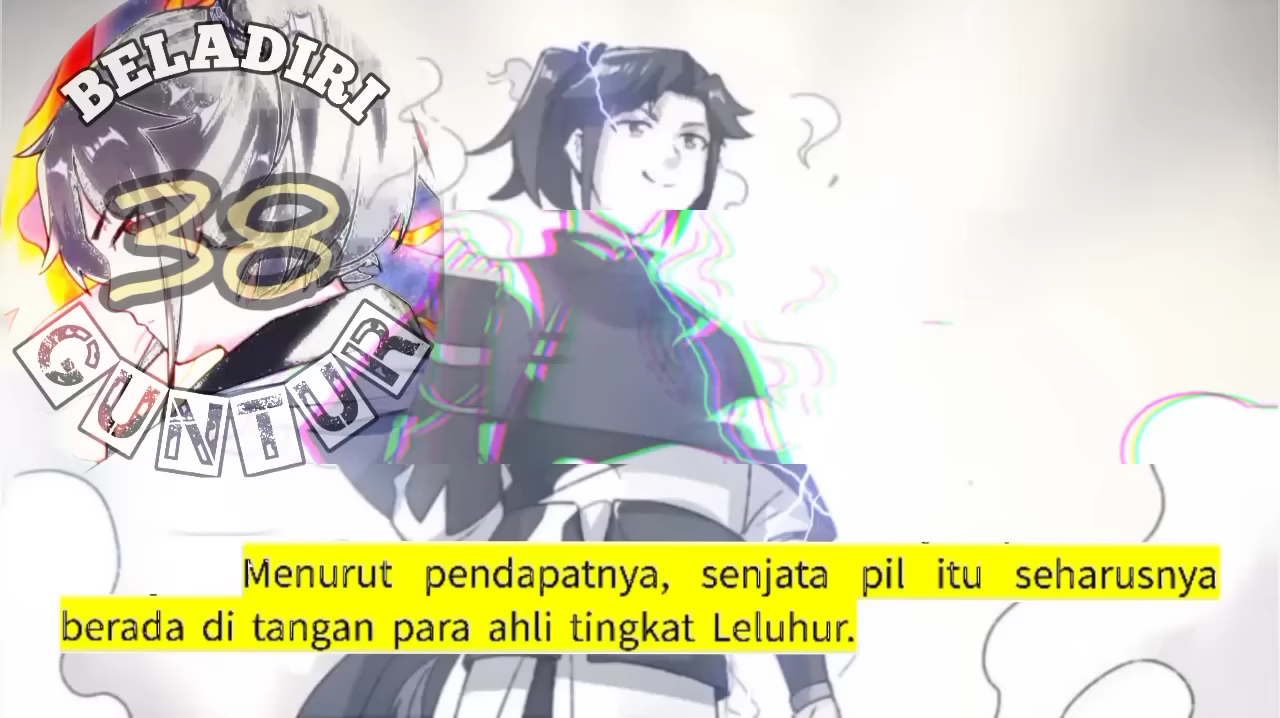 BELADIRI
38
GUNTUR
Menurut pendapatnya, senjata pil itu seharusnya
berada di tangan para ahli tingkat Leluhur.